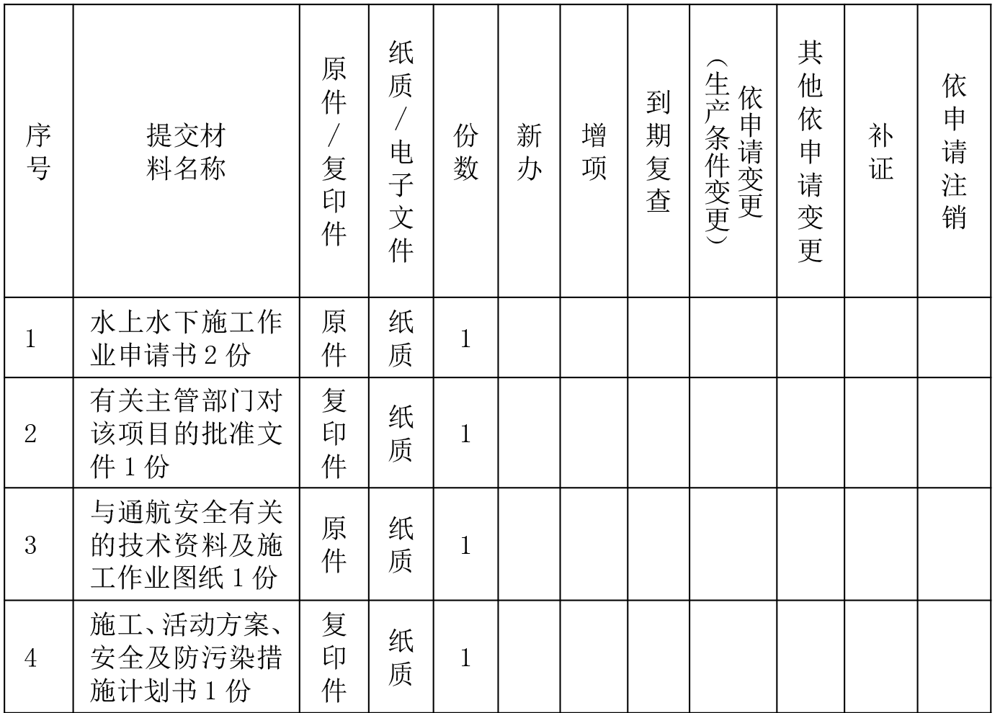 序号
提交材
料名称
原件/复印件
纸质/电子文件
份数
新办
增项
到期复查
依申请变更
（生产条件变更）
其他依申请变更
补证
依申请注销
1
水上水下施工作
业申请书2份
原件
纸质
1
2
有关主管部门对
该项目的批准文
件1份
复印件
纸质
1
3
与通航安全有关
的技术资料及施
工作业图纸1份
原件
纸质
1
4
施工、活动方案、
安全及防污染措
施计划书1份
复印件
纸质
1